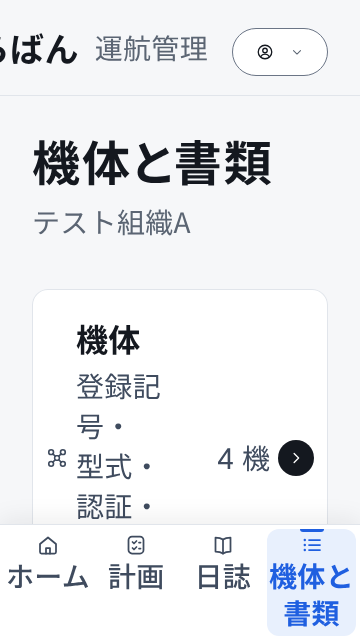 らばん 運航管理
機体と書類
テスト組織A
機体
登録記
号・
型式・
認証・
4 機
ホーム
計画
日誌
機体と
書類